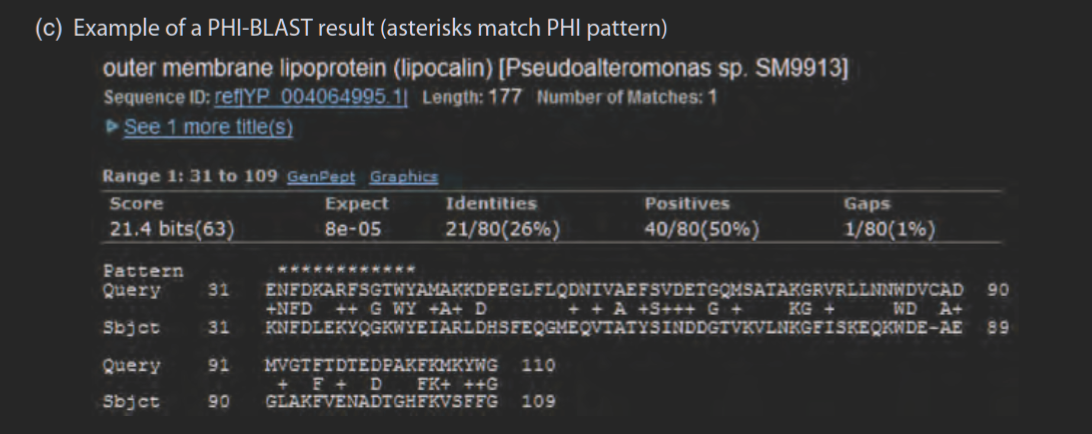 (c) Example of a PHI-BLAST result (asterisks match PHI pattern)
outer membrane lipoprotein (lipocalin) [Pseudoalteromonas sp. SM9913]
Sequence ID: ref|YP_004064995.1| Length: 177 Number of Matches: 1
See 1 more title(s)
Range 1: 31 to 109 GenPept Graphics
Score Expect Identities Positives Gaps
21.4 bits(63) 8e-05 21/80(26%) 40/80(50%) 1/80(1%)
Pattern ************
Query 31 ENFDKARFSGTWYAMAKKDPEGLFLQDNIVAEFSVDETGQMSATAKGRVRLLNNWDVCAD 90
+NFD ++ G WY +A+ D + + A +S+++ G + KG + WD A+
Sbjct 31 KNFDLEKYQGKWYEIARLDHSFEQGMEQVTATYSINDDGTVKVLNKGFISKEQKWDE-AE 89
Query 91 MVGTFTDTEDPAKFKMKYWG 110
+ F + D FK+ ++G
Sbjct 90 GLAKFVENADTGHFKVSFFG 109